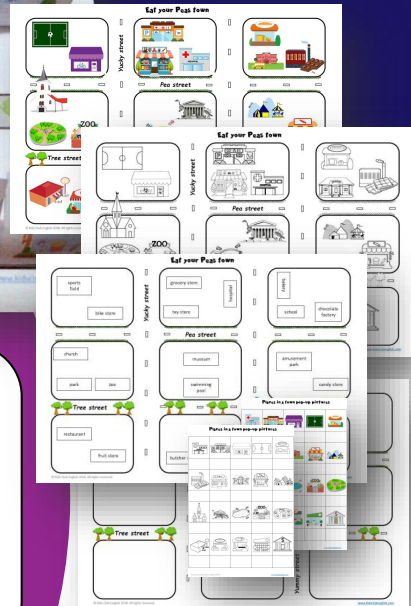 Eat your Peas town
Yucky street
Pea street
ZOO
Tree street
Eat your Peas town
Yucky street
Pea street
ZOO
Eat your Peas town
sports field
bike store
Yucky street
grocery store
hospital
toy store
bakery
school
chocolate factory
Pea street
church
park
zoo
museum
swimming pool
amusement park
candy store
Tree street
restaurant
fruit store
butcher
Places in a town pop-up pictures
Places in a town pop-up pictures
Tree street
Yummy street